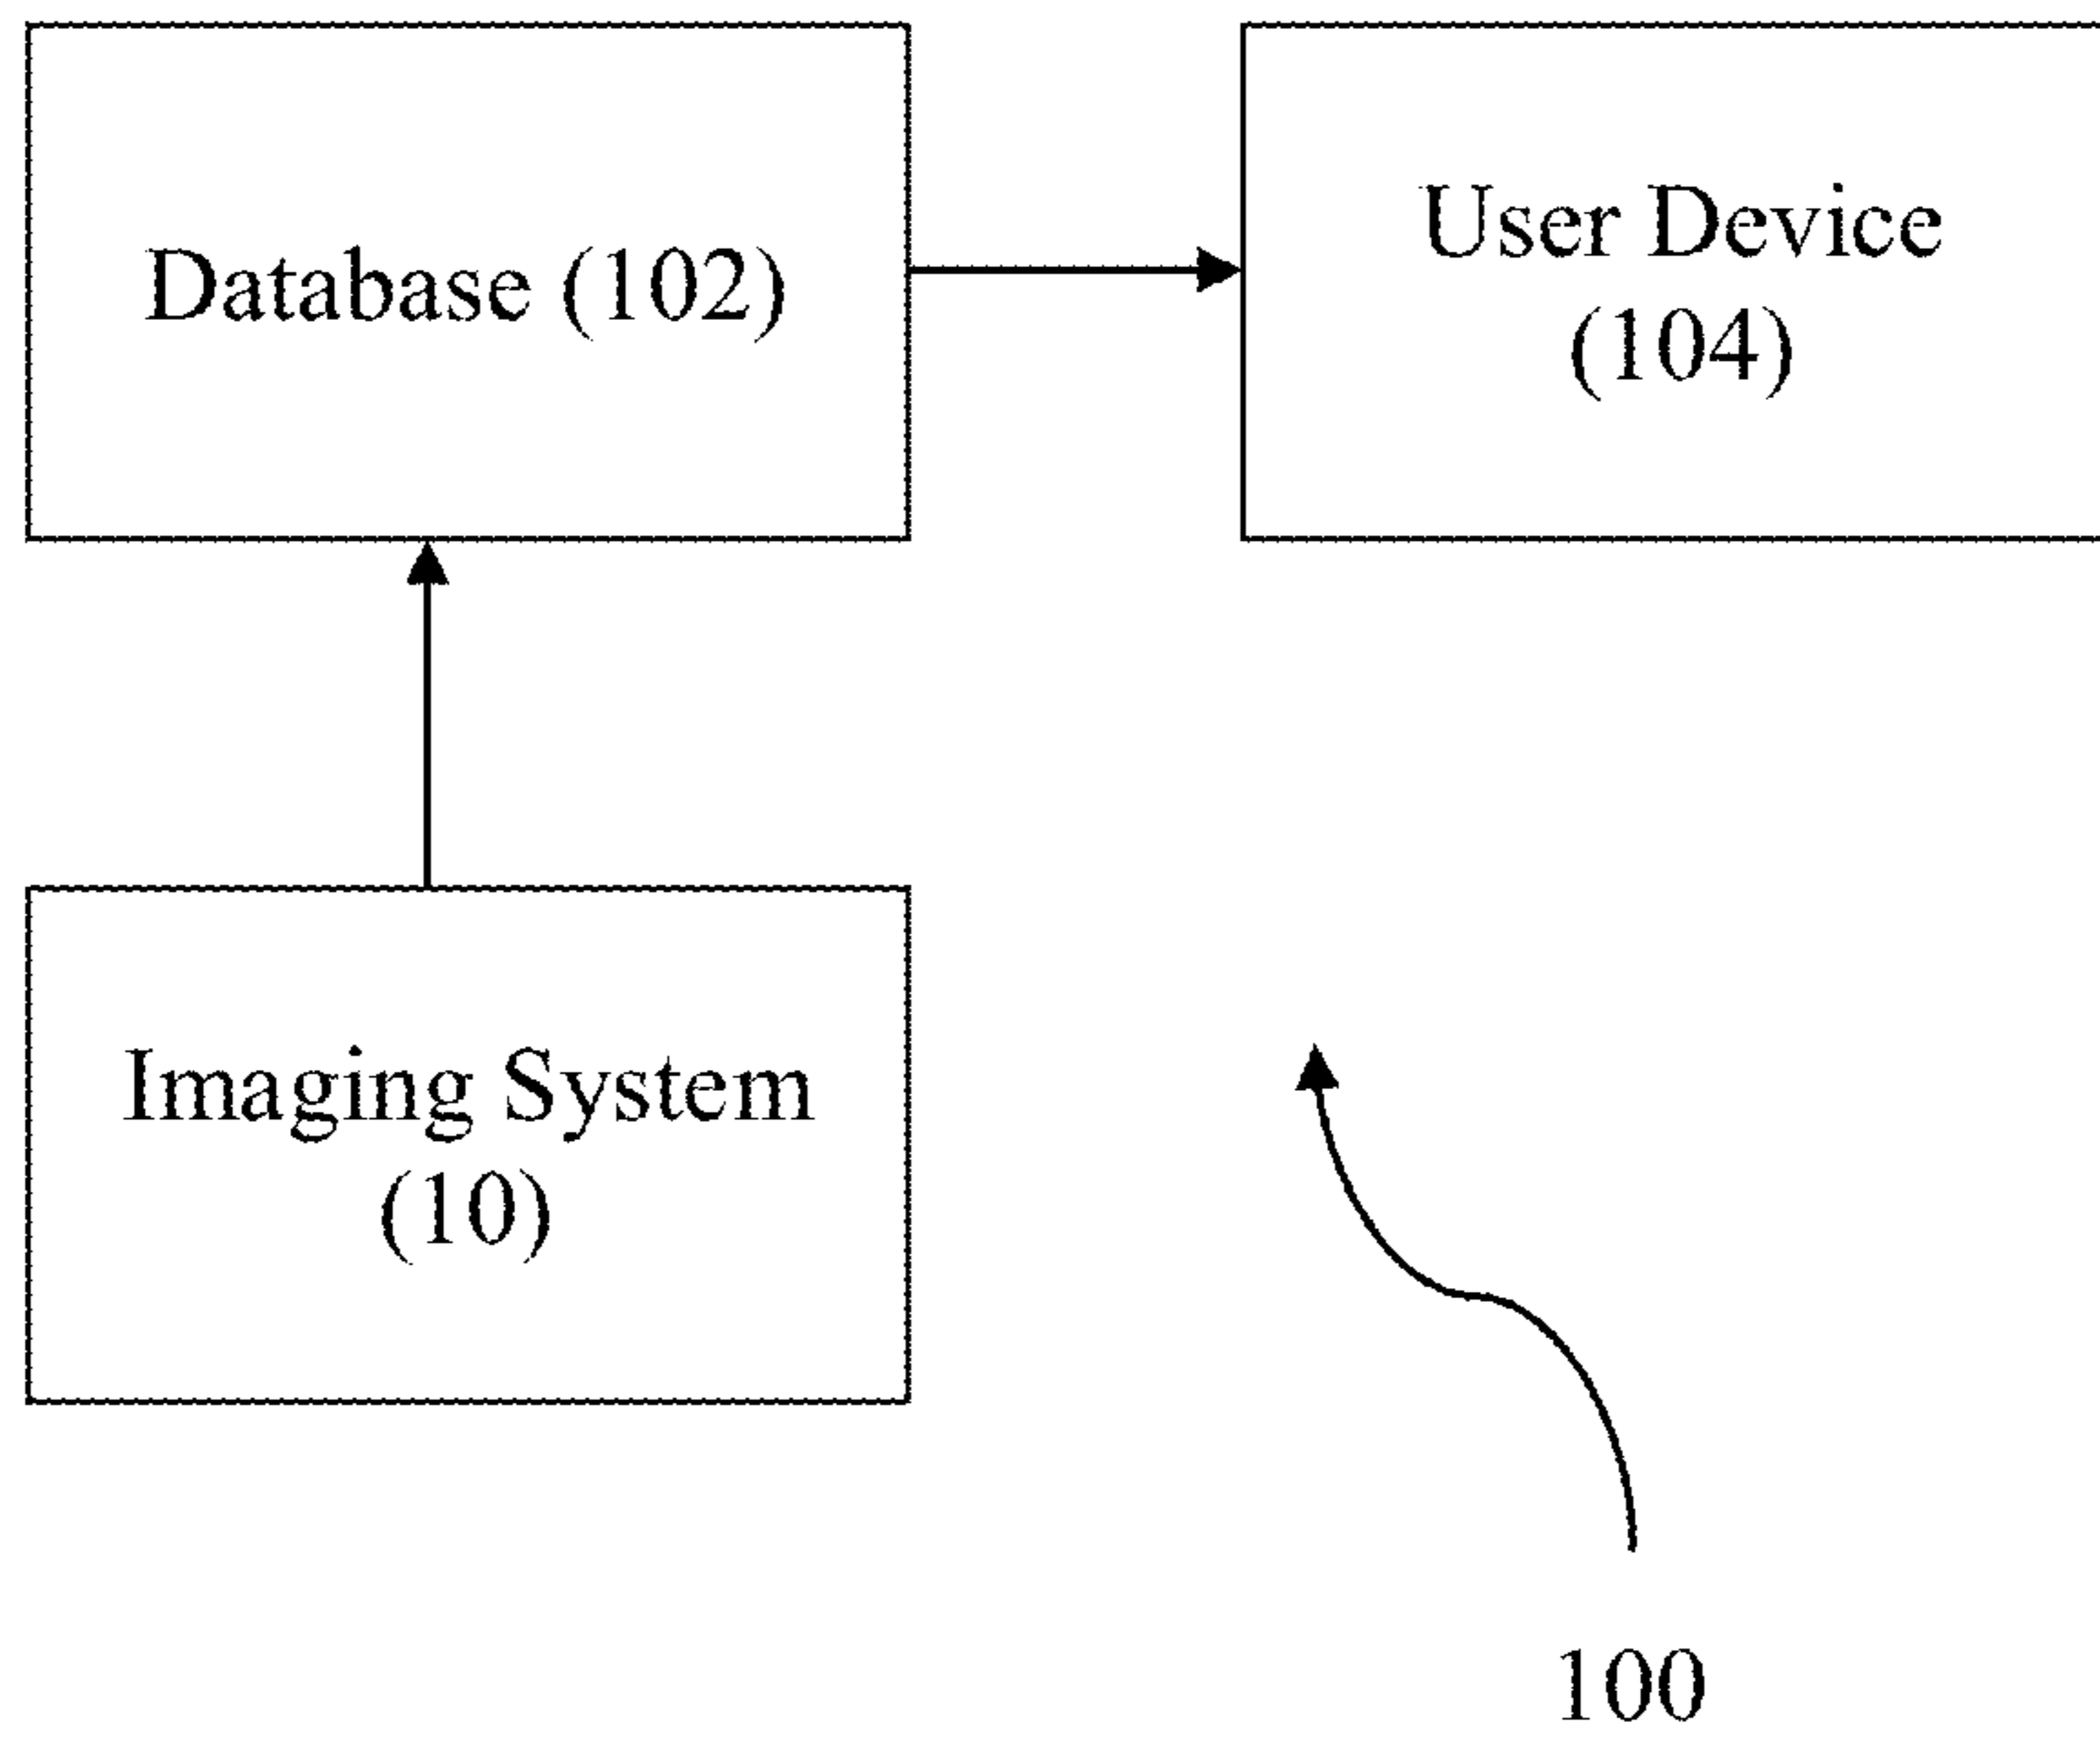 Database (102)
User Device
(104)
Imaging System
(10)
100